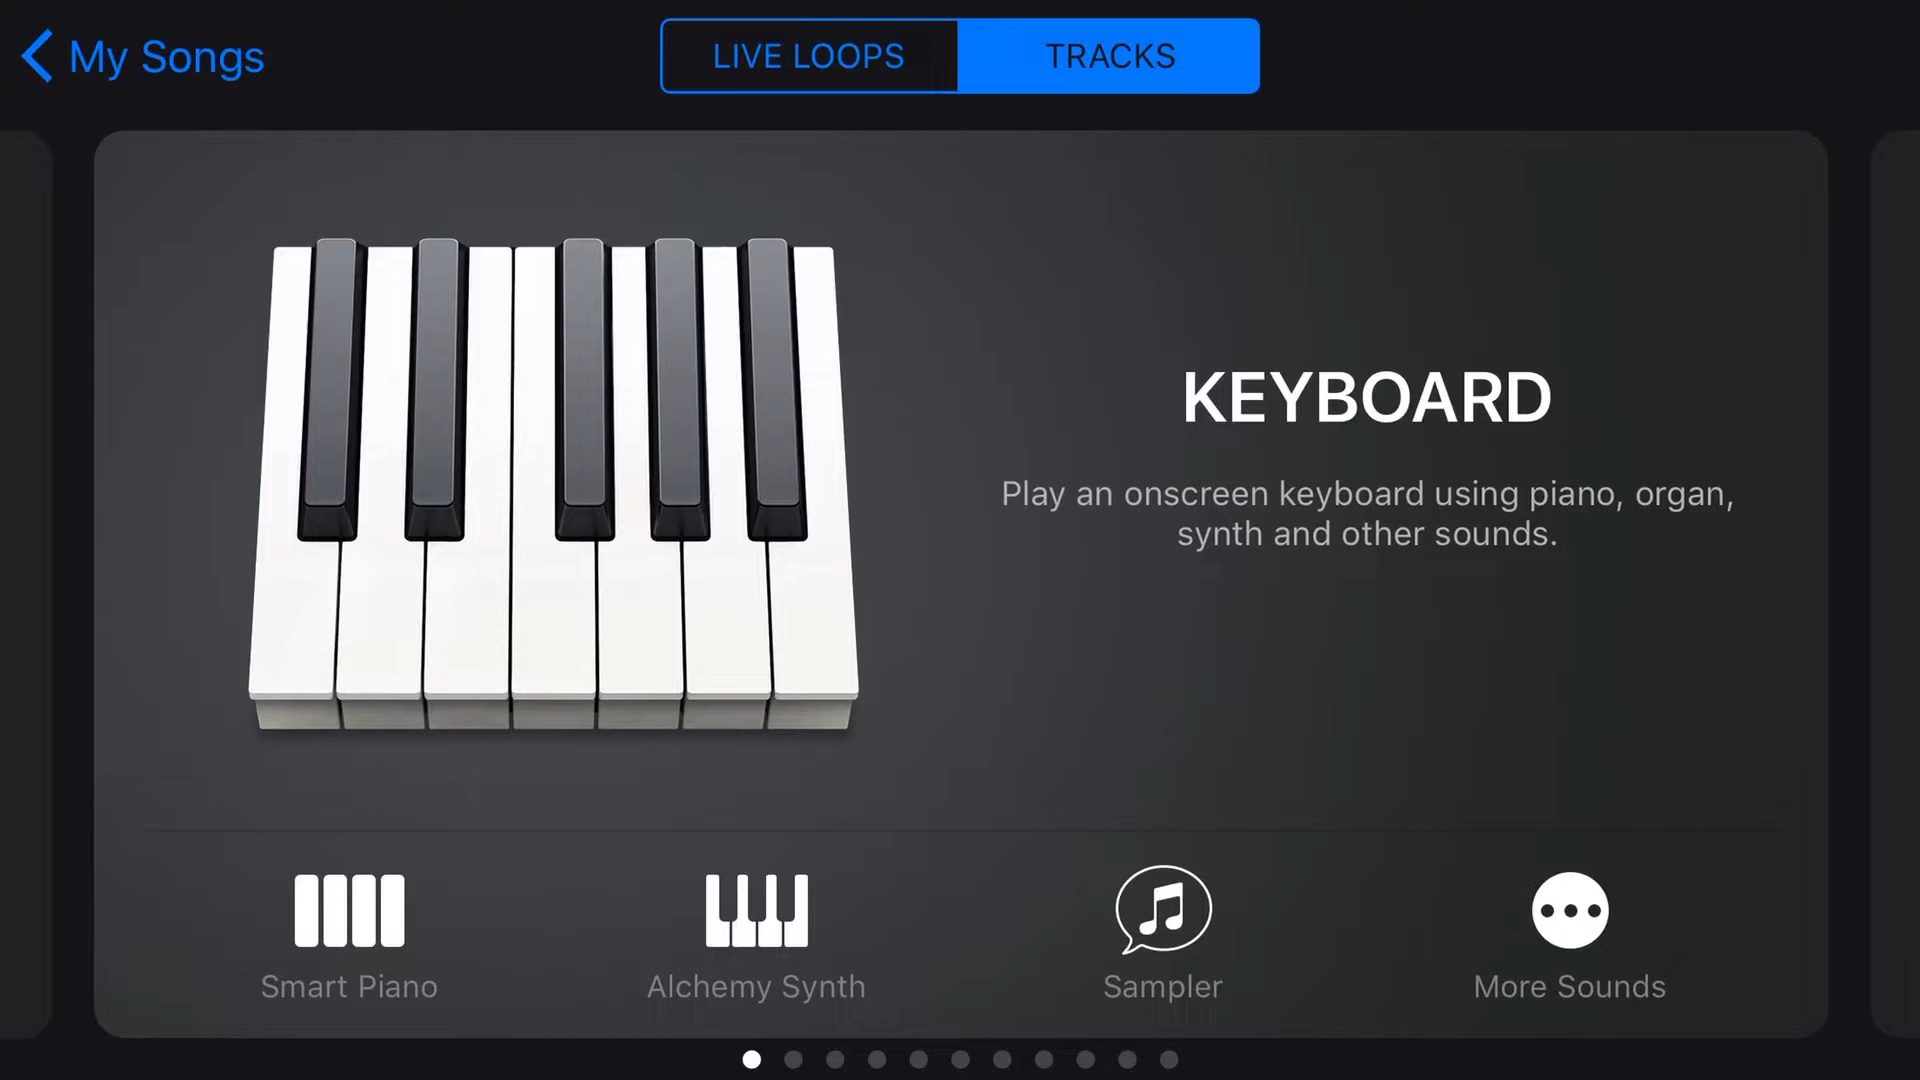 My Songs
LIVE LOOPS
TRACKS
KEYBOARD
Play an onscreen keyboard using piano, organ,
synth and other sounds.
Smart Piano
Alchemy Synth
Sampler
More Sounds